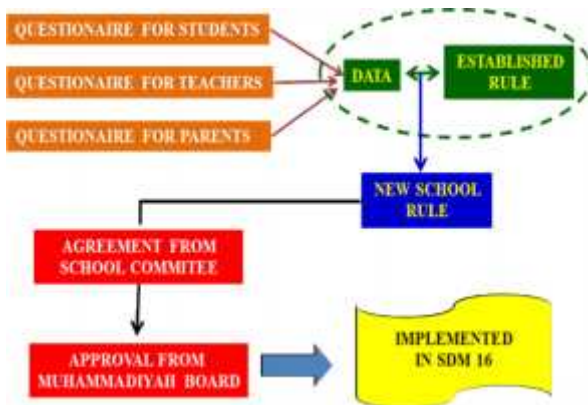 QUESTIONAIRE FOR STUDENTS
QUESTIONAIRE FOR TEACHERS
QUESTIONAIRE FOR PARENTS
DATA
ESTABLISHED
RULE
NEW SCHOOL
RULE
AGREEMENT FROM
SCHOOL COMMITEE
APPROVAL FROM
MUHAMMADIYAH BOARD
IMPLEMENTED
IN SDM 16